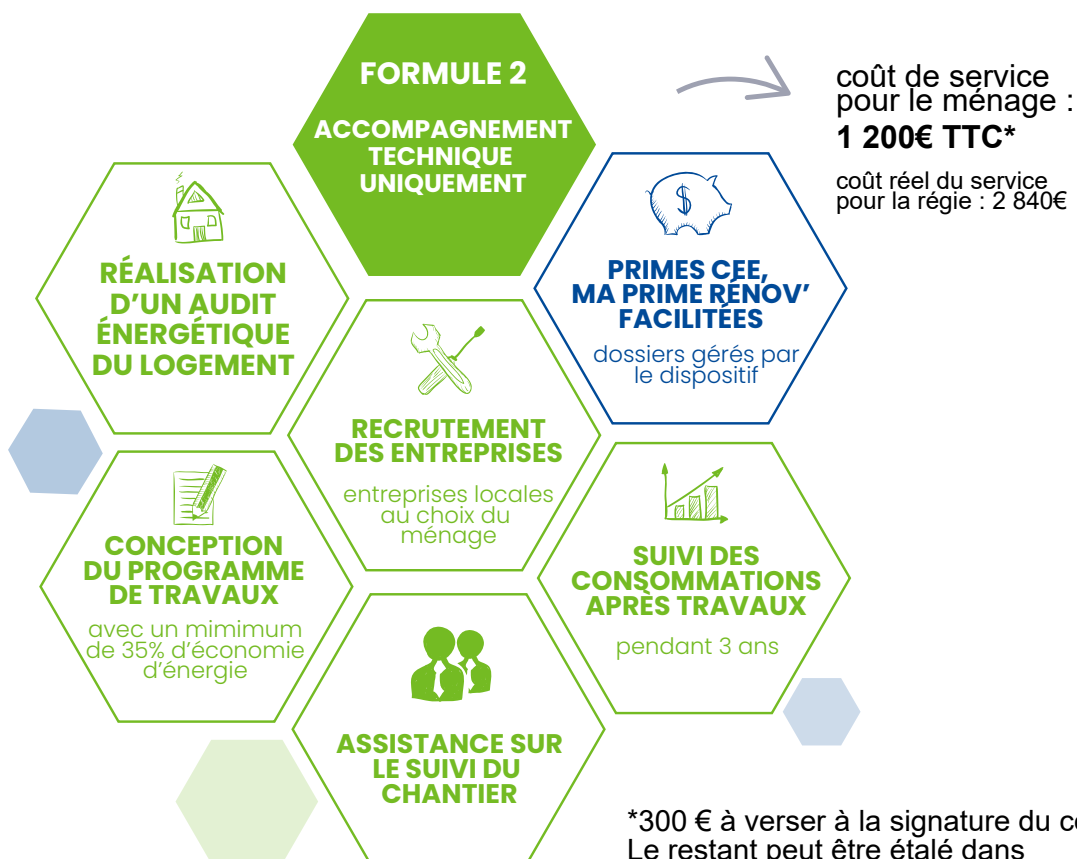 FORMULE 2
ACCOMPAGNEMENT
TECHNIQUE
UNIQUEMENT
coût de service
pour le ménage :
1 200€ TTC*
coût réel du service
pour la régie : 2 840€
RÉALISATION
D'UN AUDIT
ÉNERGÉTIQUE
DU LOGEMENT
$
PRIMES CEE,
MA PRIME RÉNOV'
FACILITÉES
dossiers gérés par
le dispositif
RECRUTEMENT
DES ENTREPRISES
entreprises locales
au choix du
ménage
CONCEPTION
DU PROGRAMME
DE TRAVAUX
avec un mimimum
de 35% d'économie
d'énergie
SUIVI DES
CONSOMMATIONS
APRÈS TRAVAUX
pendant 3 ans
ASSISTANCE SUR
LE SUIVI DU
CHANTIER
*300 € à verser à la signature du
Le restant peut être étalé dans